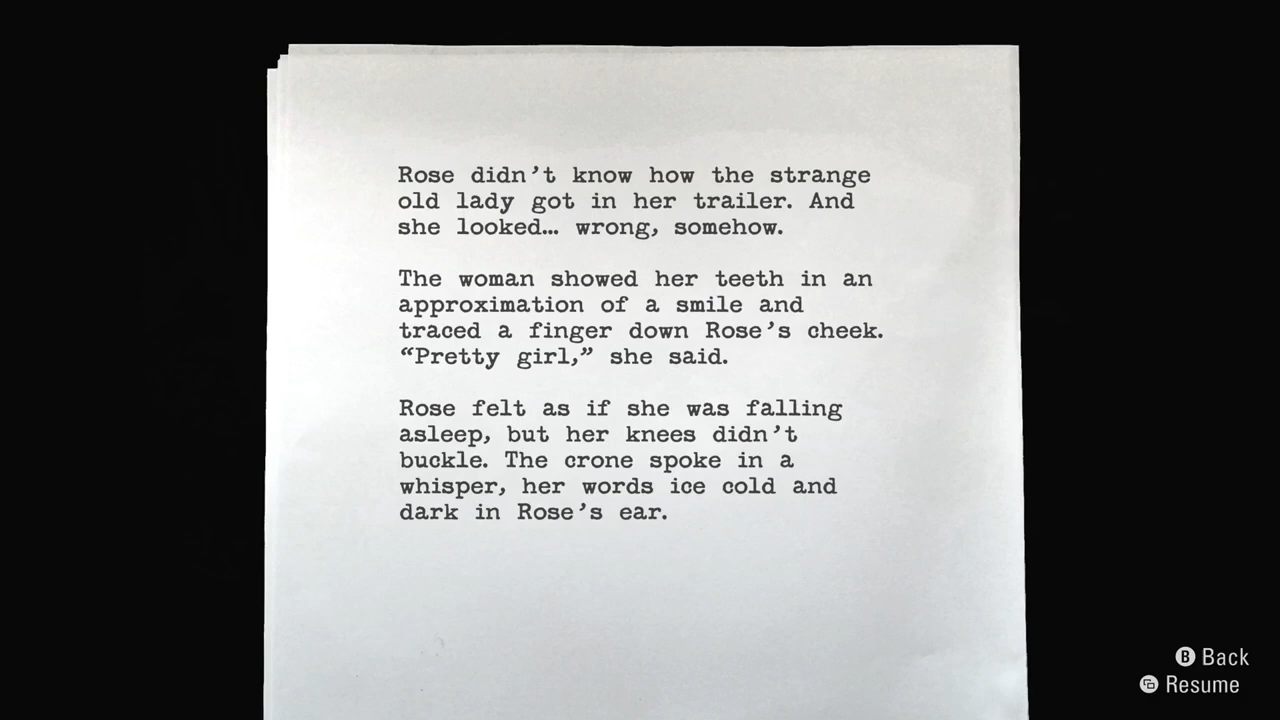 Rose didn’t know how the strange
old lady got in her trailer. And
she looked… wrong, somehow.
The woman showed her teeth in an
approximation of a smile and
traced a finger down Rose’s cheek.
“Pretty girl,” she said.
Rose felt as if she was falling
asleep, but her knees didn’t
buckle. The crone spoke in a
whisper, her words ice cold and
dark in Rose’s ear.
B Back
Resume